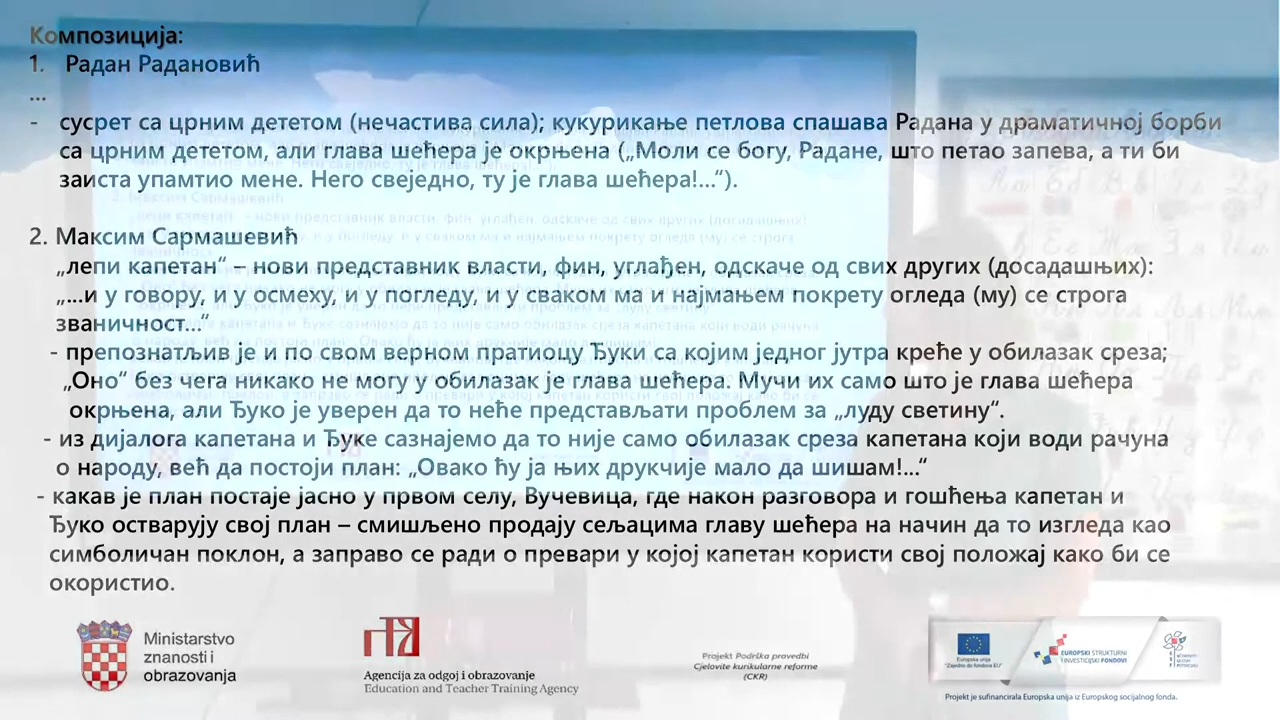 Композиција:
1. Радан Радановић
...
- сусрет са црним дететом (нечастива сила); кукурикање петлова спашава Радана у драматичној борби
са црним дететом, али глава шећера је окрњена („Моли се богу, Радане, што петао запева, а ти би
заиста упамтио мене. Него свеједно, ту је глава шећера!...“).
2. Максим Сармашевић
„лепи капетан“ – нови представник власти, фин, углађен, одскаче од свих других (досадашњих):
„...и у говору, и у осмеху, и у погледу, и у сваком ма и најмањем покрету огледа (му) се строга
званичност...“
- препознатљив је и по свом верном пратиоцу Ђуки са којим једног јутра креће у обилазак среза;
„Оно“ без чега никако не могу у обилазак је глава шећера. Мучи их само што је глава шећера
окрњена, али Ђуко је уверен да то неће представљати проблем за „луду светину“.
- из дијалога капетана и Ђуке сазнајемо да то није само обилазак среза капетана који води рачуна
о народу, већ да постоји план: „Овако ћу ја њих друкчије мало да шишам!...“
- какав је план постаје јасно у првом селу, Вучевица, где након разговора и гошћења капетан и
Ђуко остварују свој план – смишљено продају сељацима главу шећера на начин да то изгледа као
симболичан поклон, а заправо се ради о превари у којој капетан користи свој положај како би се
окористио.
Ministarstvo
znanosti i
obrazovanja
Agencija za odgoj i obrazovanje
Education and Teacher Training Agency
Projekt Podrška provedbi
Cjelovite kurikularne reforme
(CKR)
Europska unija
"Zajedno do fondova EU"
EUROPSKI STRUKTURNI
I INVESTICIJSKI FONDOVI
Projekt je sufinancirala Europska unija iz Europskog socijalnog fonda.